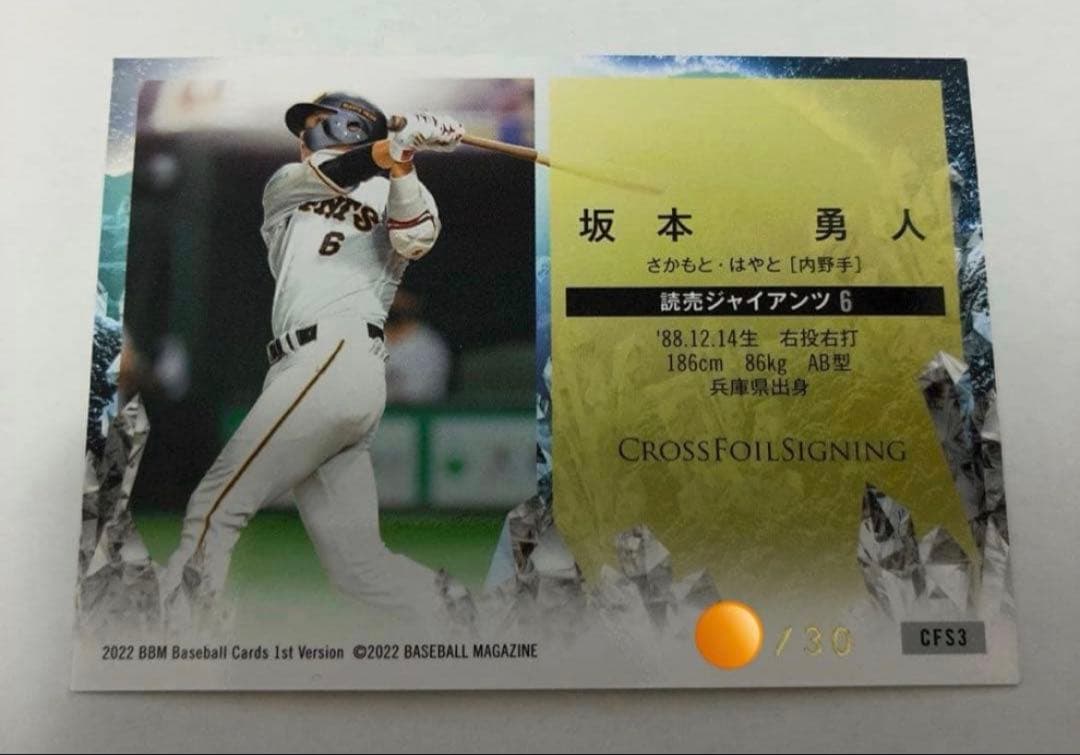 6
坂本 勇人
さかもと・はやと [内野手]
読売ジャイアンツ 6
'88.12.14生 右投右打
186cm 86kg AB型
兵庫県出身
CROSSFOILSIGNING
/30
CFS3
2022 BBM Baseball Cards 1st Version ©2022 BASEBALL MAGAZINE